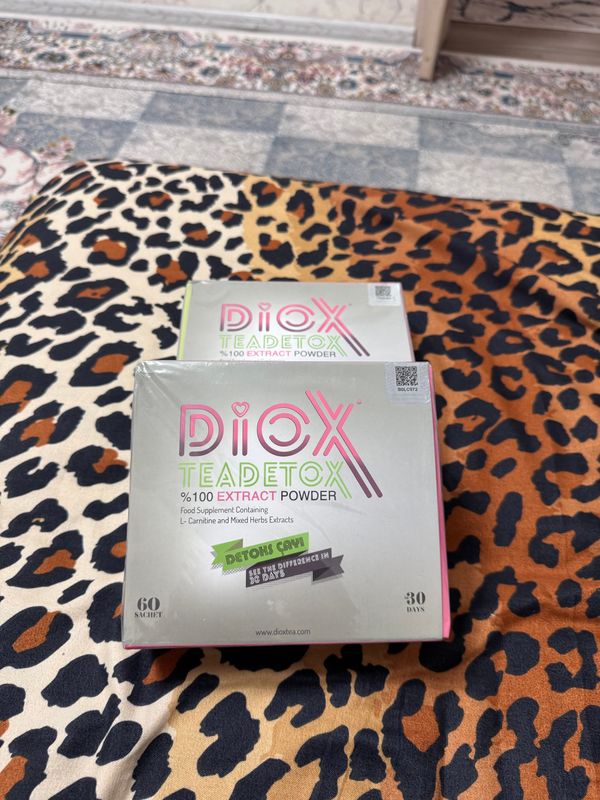 DIOX
TEADETOX
%100 EXTRACT POWDER
DIOX
TEADETOX
%100 EXTRACT POWDER
Food Supplement Containing
L- Carnitine and Mixed Herbs Extracts
DETOKS ÇAYI
SEE THE DIFFERENCE IN
30 DAYS
60
SACHET
30
DAYS
www.dioxtea.com